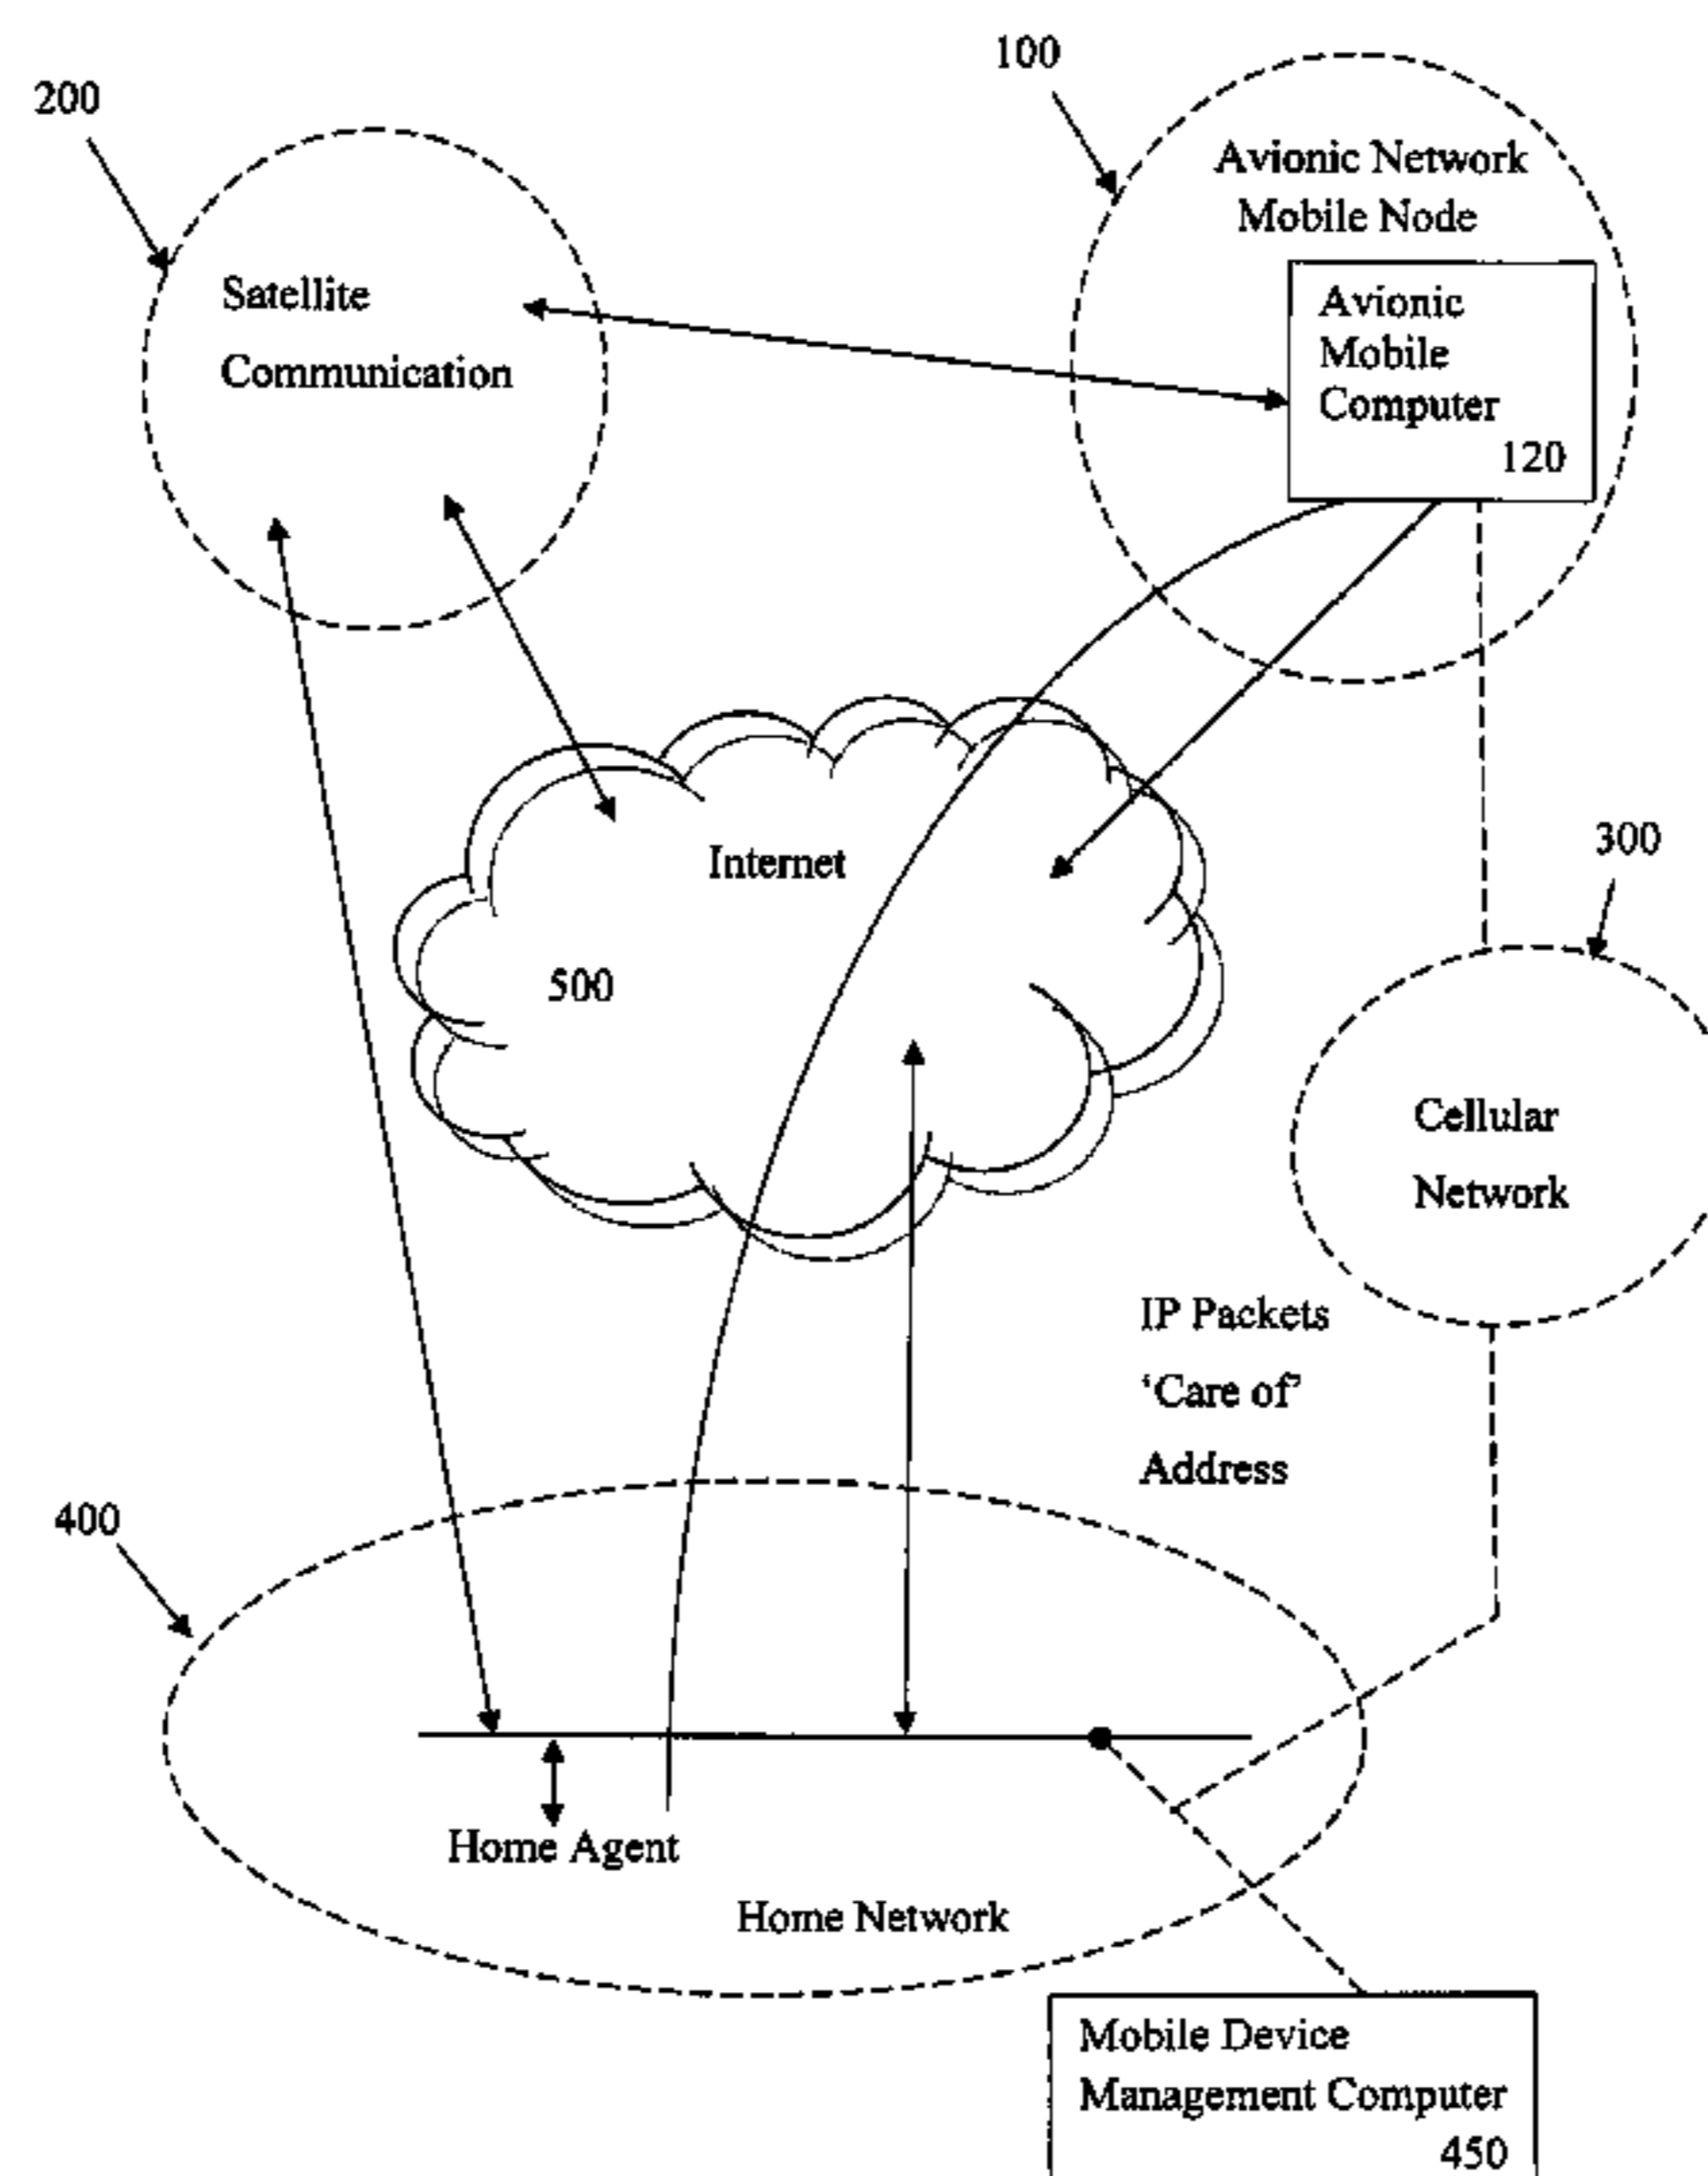 100
200
Avionic Network
Mobile Node
Satellite
Communication
Avionic
Mobile
Computer
120
300
Internet
500
Cellular
Network
IP Packets
‘Care of’
Address
400
Home Agent
Home Network
Mobile Device
Management Computer
450